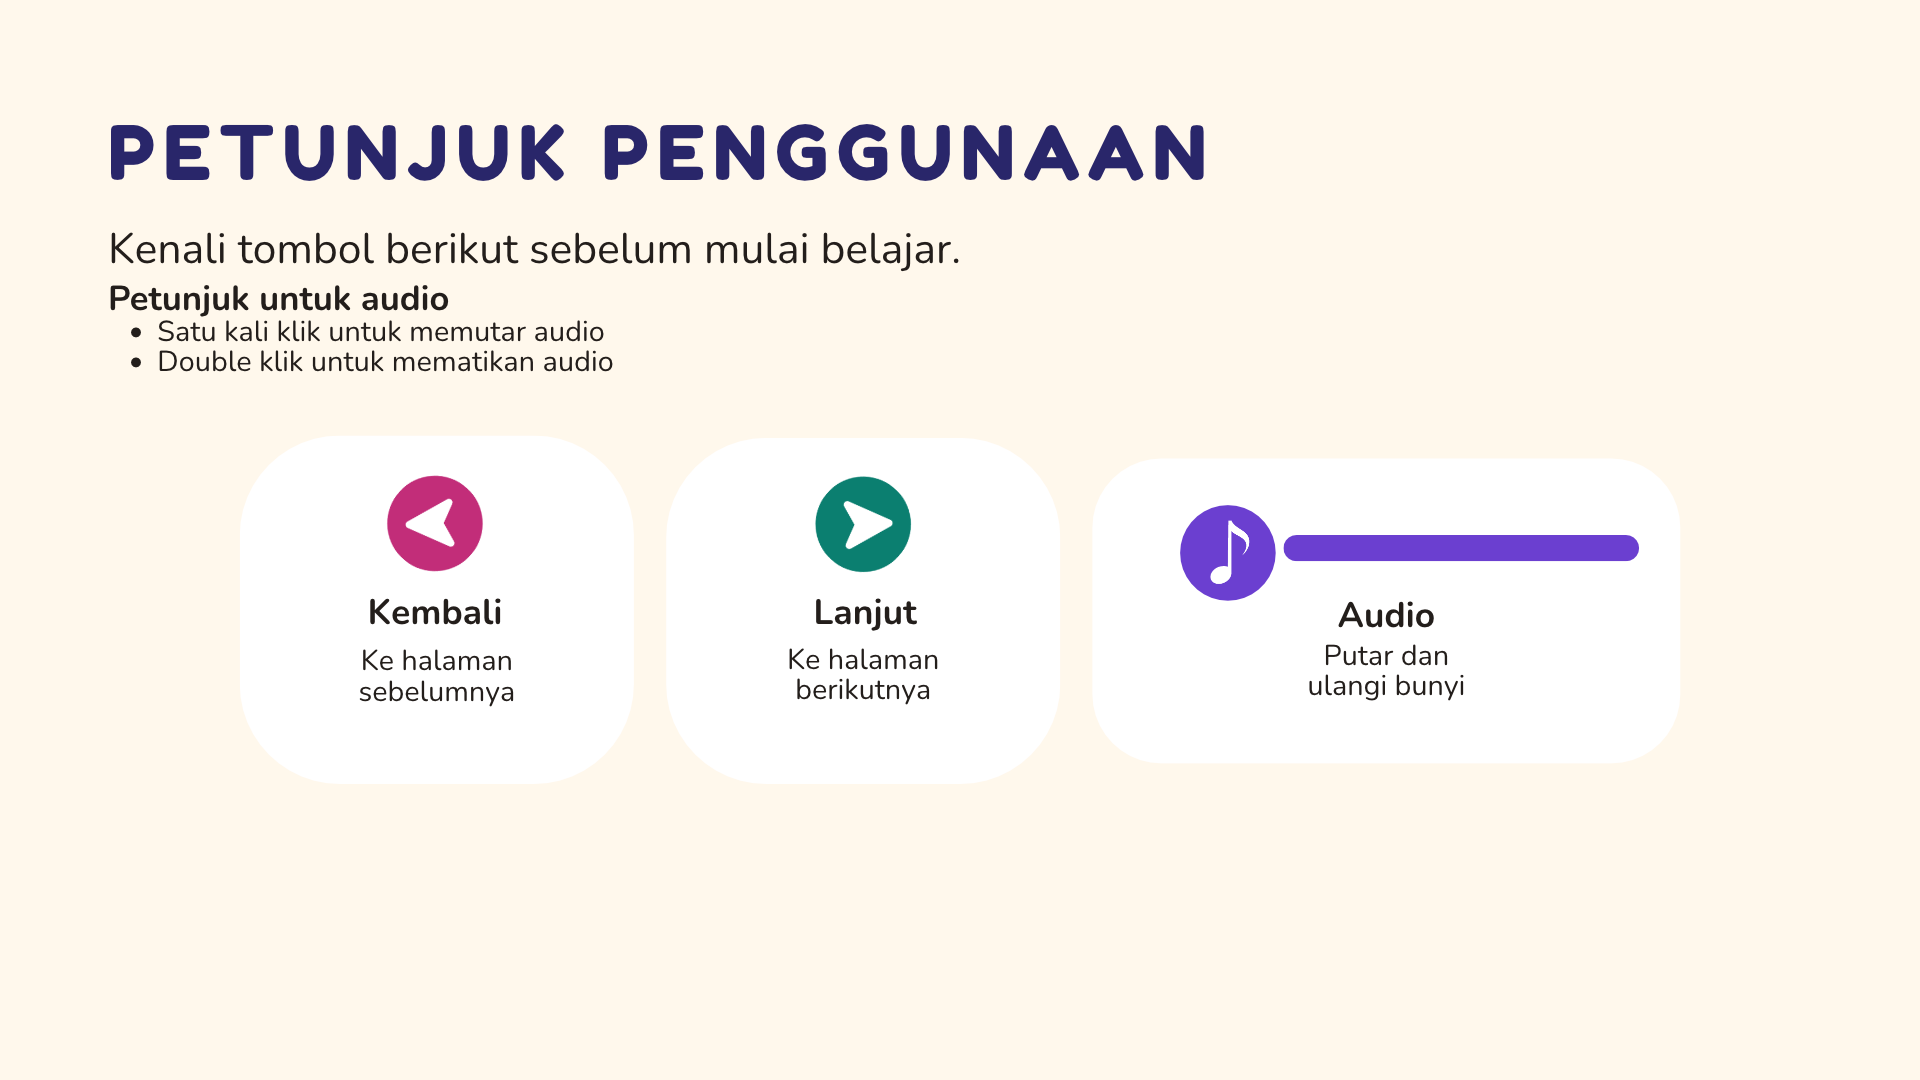 PETUNJUK PENGGUNAAN
Kenali tombol berikut sebelum mulai belajar.
Petunjuk untuk audio
• Satu kali klik untuk memutar audio
• Double klik untuk mematikan audio
Kembali
Ke halaman
sebelumnya
Lanjut
Ke halaman
berikutnya
Audio
Putar dan
ulangi bunyi